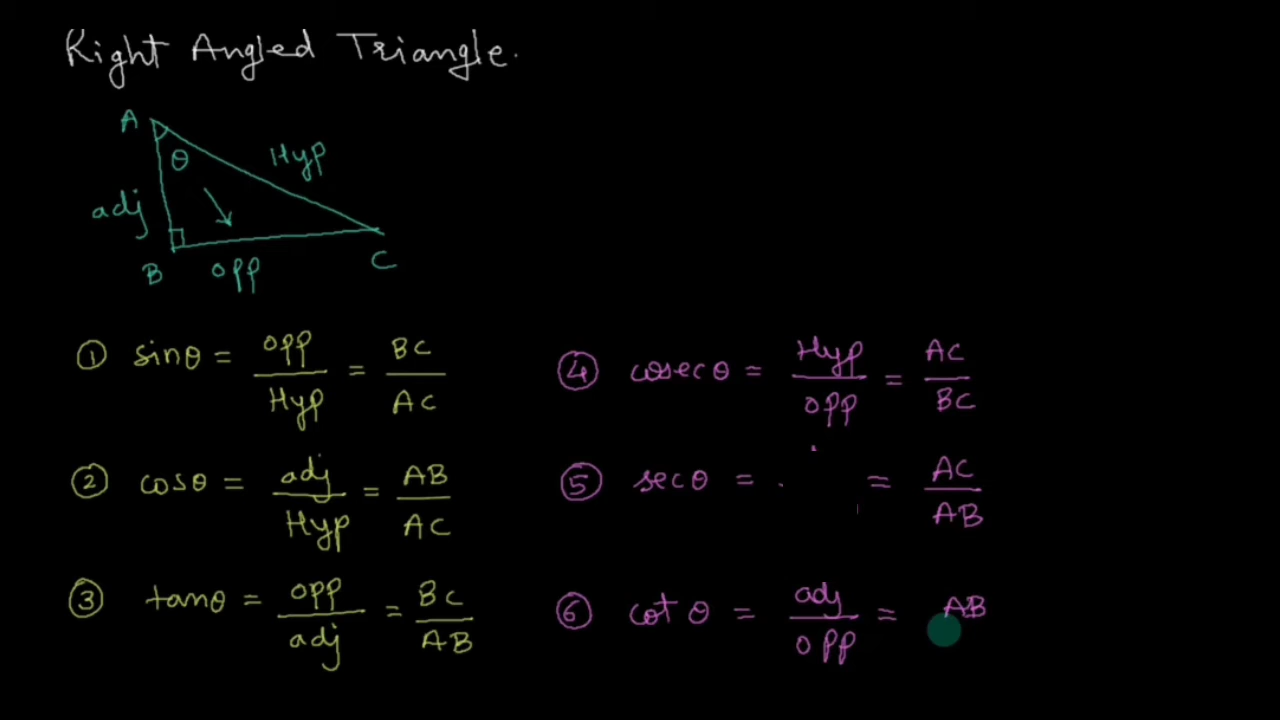 Right Angled Triangle.
A
θ
Hyp
adj
B
opp
C
① sinθ = opp/Hyp = BC/AC
② cosθ = adj/Hyp = AB/AC
③ tanθ = opp/adj = BC/AB
④ cosecθ = Hyp/opp = AC/BC
⑤ secθ = = AC/AB
⑥ cot θ = adj/opp = AB